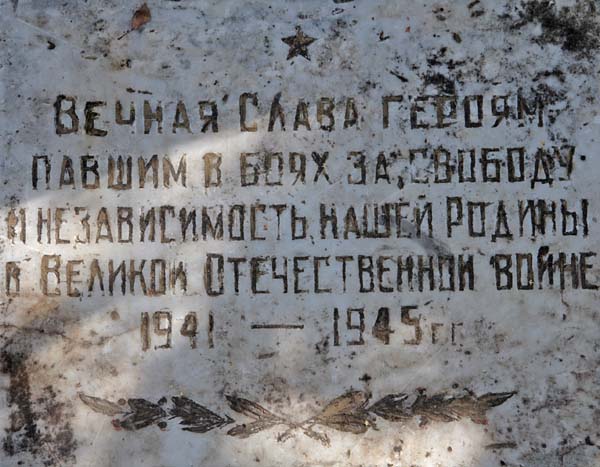 Вечная Слава героям
павшим в боях за свободу
и независимость нашей Родины
в Великой Отечественной войне
1941 — 1945 гг.